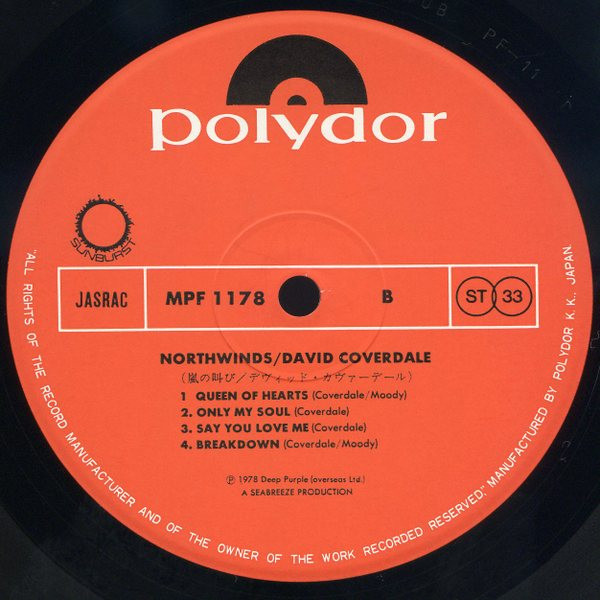 polydor
SUNBURST
JASRAC
MPF 1178
B
ST 33
NORTHWINDS/DAVID COVERDALE
(嵐の叫び/デヴィッド・カヴァーデール)
1 QUEEN OF HEARTS (Coverdale/Moody)
2. ONLY MY SOUL (Coverdale)
3. SAY YOU LOVE ME (Coverdale)
4. BREAKDOWN (Coverdale/Moody)
Ⓟ 1978 Deep Purple (overseas Ltd.)
A SEABREEZE PRODUCTION
"ALL RIGHTS OF THE RECORD MANUFACTURER AND OF THE OWNER OF THE WORK RECORDED RESERVED," MANUFACTURED BY POLYDOR K.K., JAPAN.